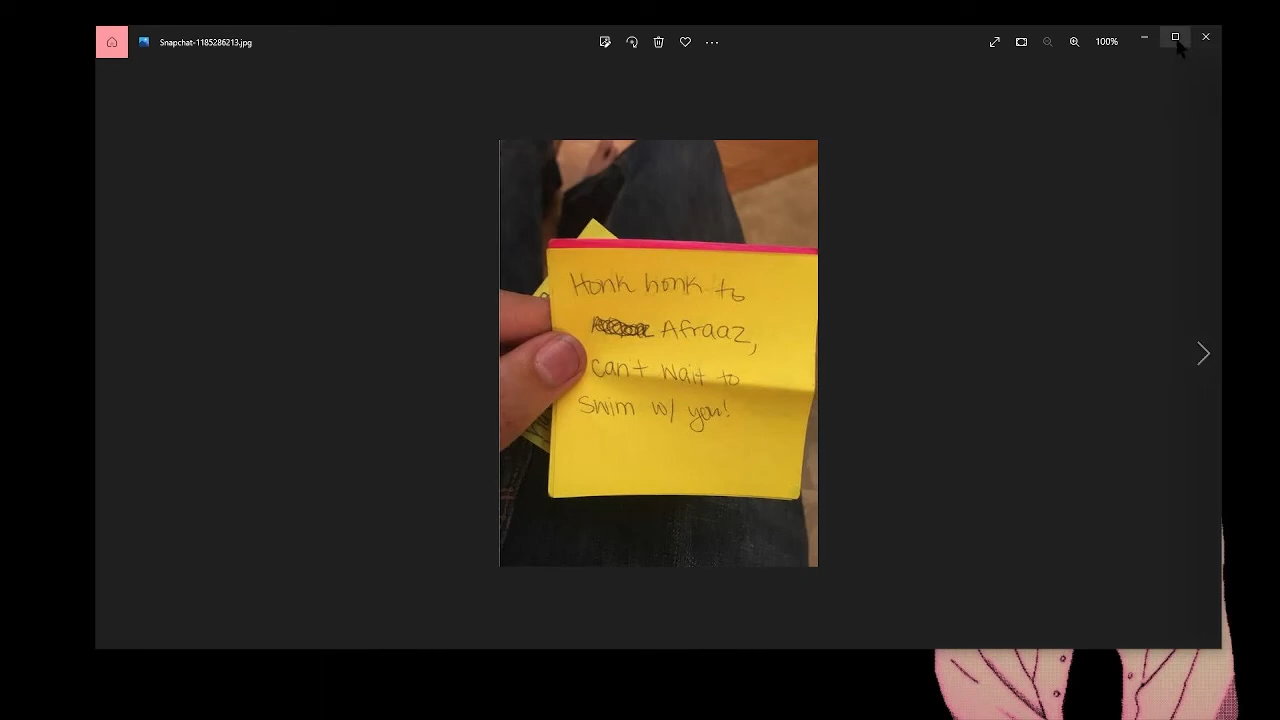 Snapchat-1185286213.jpg
100%
Honk honk to
Afraaz,
can't wait to
swim w/ you!